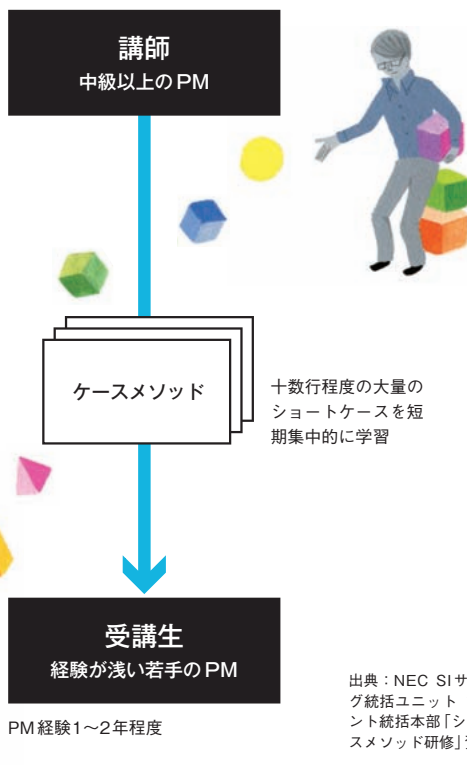 講師
中級以上のPM
ケースメソッド
十数行程度の大量の
ショートケースを短
期集中的に学習
受講生
経験が浅い若手のPM
PM経験1〜2年程度
出典：NEC SIサ
グ統括ユニット
ント統括本部「シ
スメソッド研修」